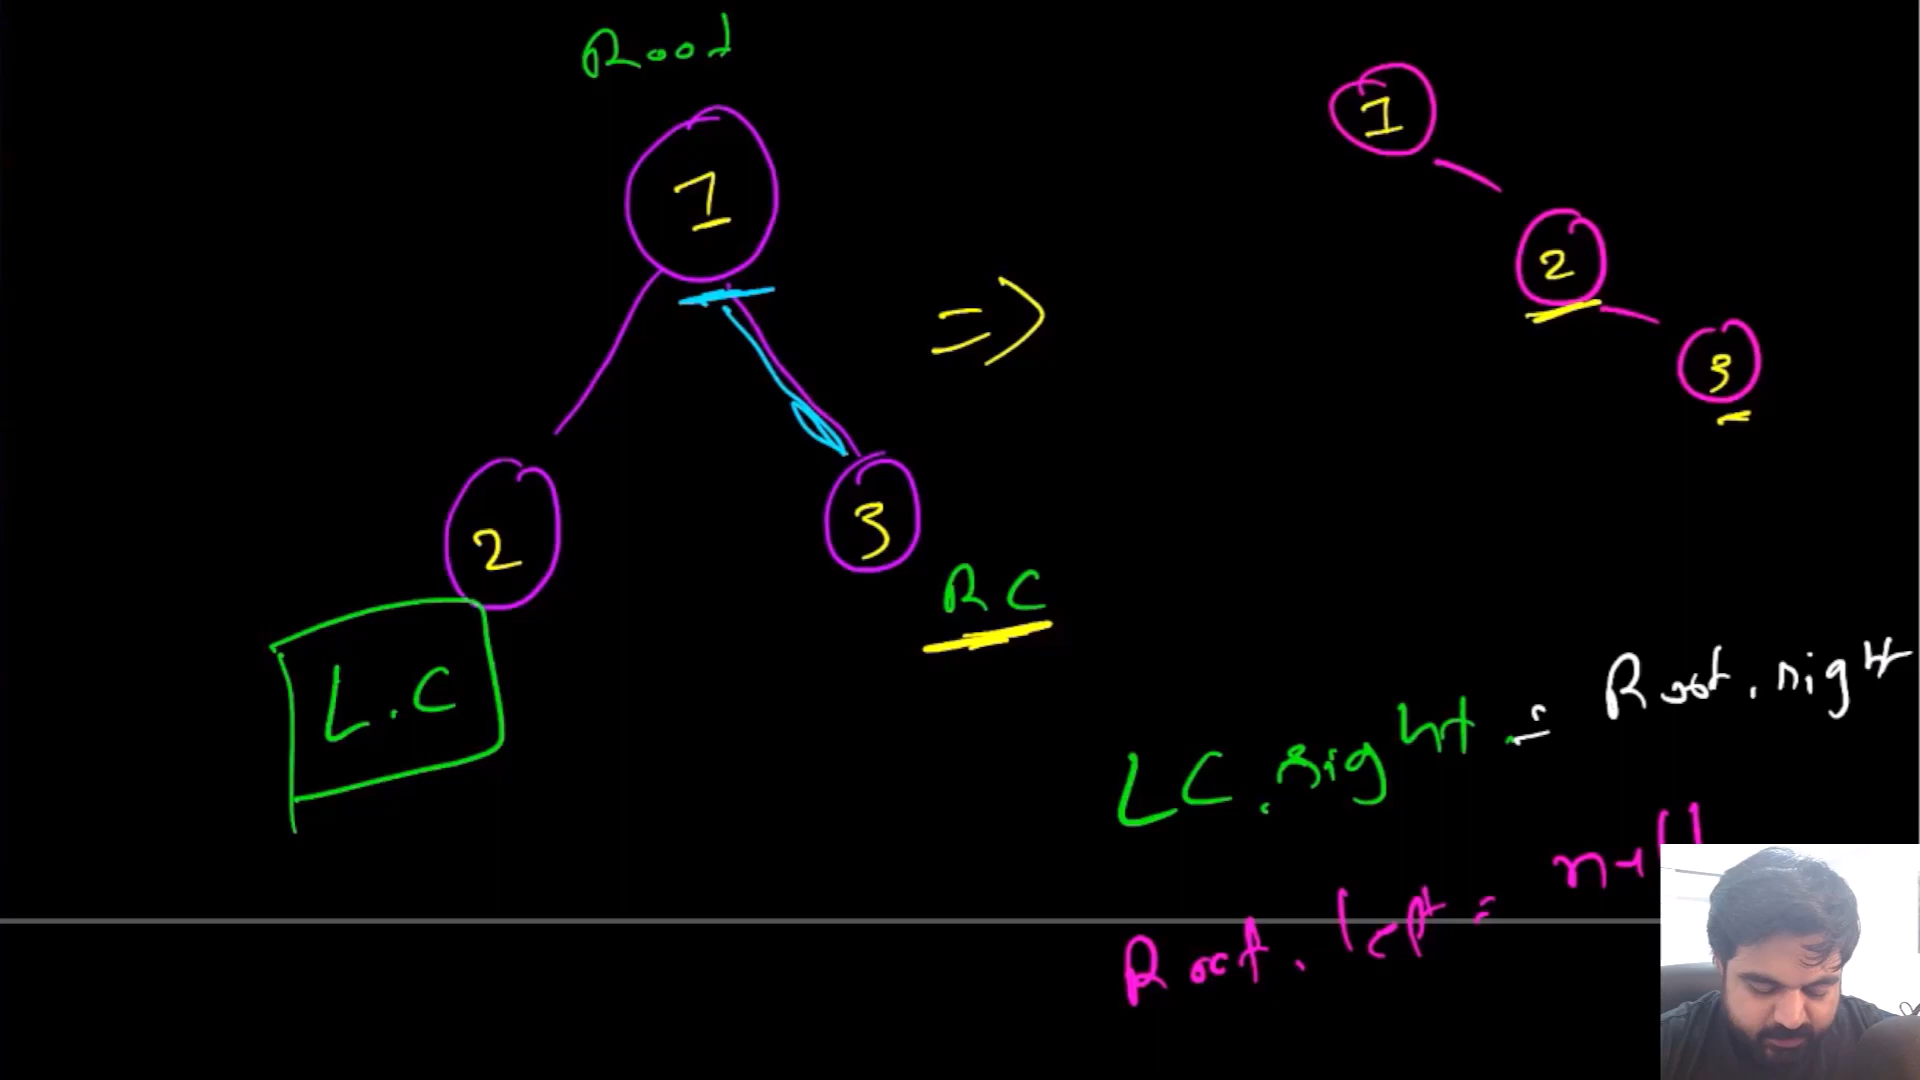 Root
1
1
2
2
3
3
RC
L.C
LC.right = Root.right
Root.left = null